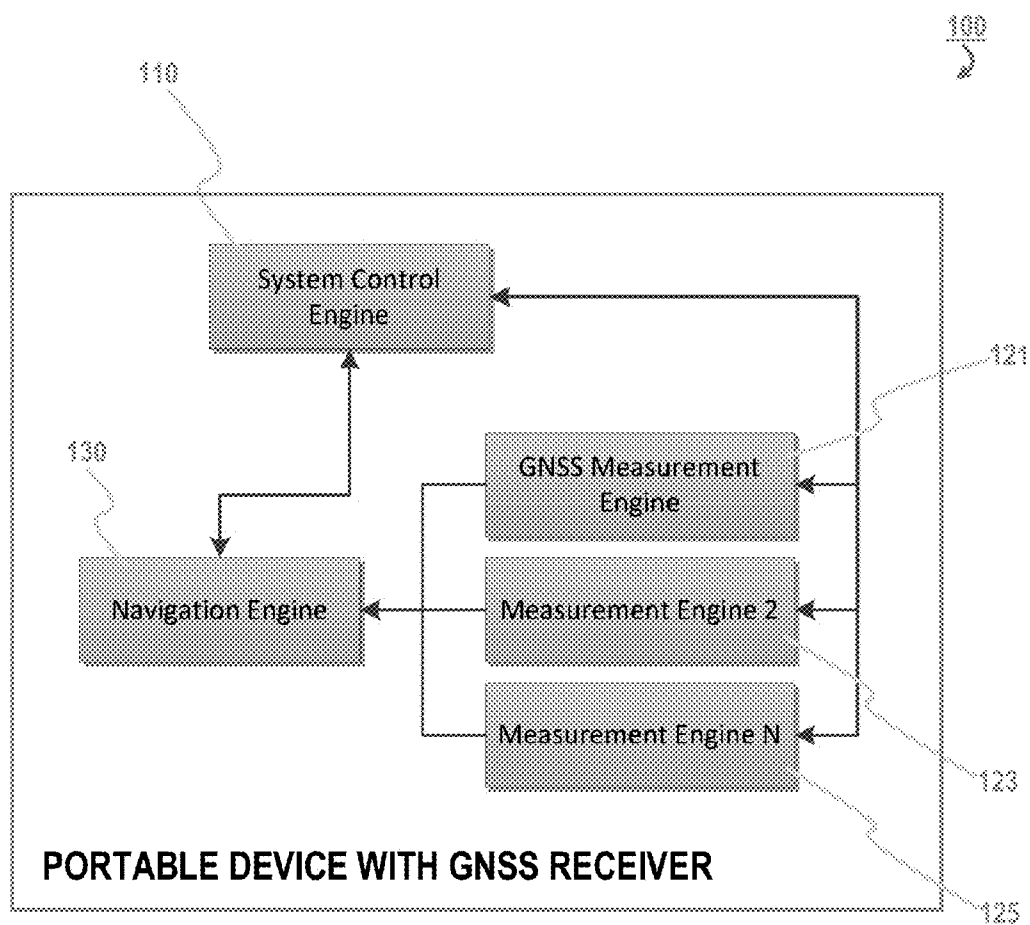 100
110
System Control
Engine
121
GNSS Measurement
Engine
130
Navigation Engine
Measurement Engine 2
Measurement Engine N
123
PORTABLE DEVICE WITH GNSS RECEIVER
125